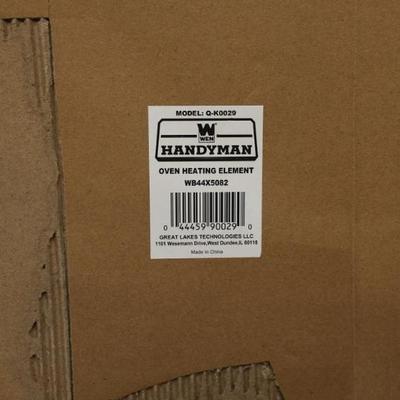 MODEL: Q-K0029
W
WEN
HANDYMAN
OVEN HEATING ELEMENT
WB44X5082
0 44459 90029 0
GREAT LAKES TECHNOLOGIES LLC
1101 Wesemann Drive,West Dundee,IL 60118
Made in China